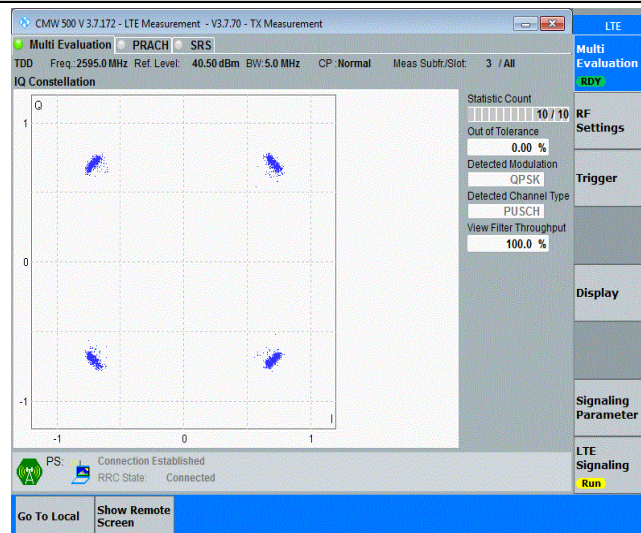 CMW 500 V 3.7.172 - LTE Measurement - V3.7.70 - TX Measurement
LTE
Multi Evaluation PRACH SRS
Multi
Evaluation
RDY
TDD Freq.: 2595.0 MHz Ref. Level: 40.50 dBm BW: 5.0 MHz CP : Normal Meas Subfr./Slot: 3 / All
IQ Constellation
Q
1
0
-1
-1
0
1
I
Statistic Count
10 / 10
Out of Tolerance
0.00 %
Detected Modulation
QPSK
Detected Channel Type
PUSCH
View Filter Throughput
100.0 %
RF
Settings
Trigger
Display
Signaling
Parameter
LTE
Signaling
Run
PS: Connection Established
RRC State: Connected
Go To Local
Show Remote
Screen